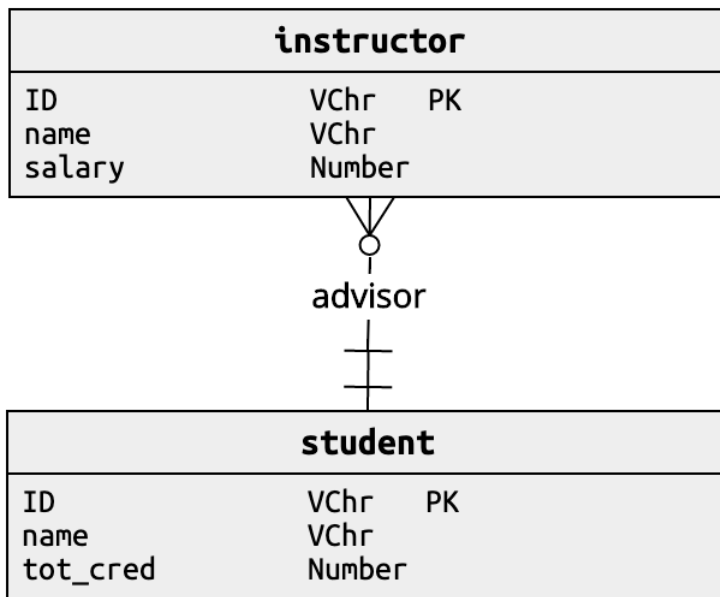 instructor
ID VChr PK
name VChr
salary Number
advisor
student
ID VChr PK
name VChr
tot_cred Number